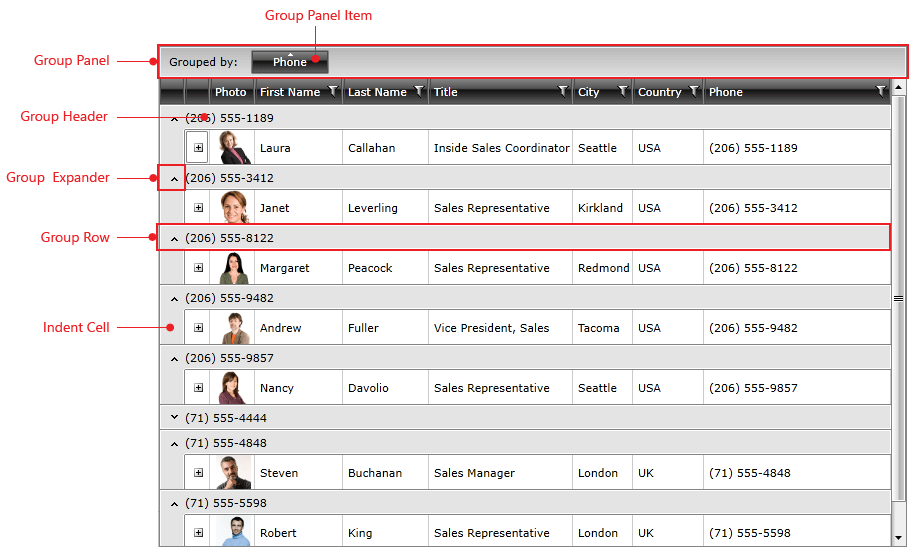 Group Panel Item
Group Panel
Grouped by: Phone
Photo First Name Last Name Title City Country Phone
Group Header
(206) 555-1189
Laura Callahan Inside Sales Coordinator Seattle USA (206) 555-1189
Group Expander
(206) 555-3412
Janet Leverling Sales Representative Kirkland USA (206) 555-3412
Group Row
(206) 555-8122
Margaret Peacock Sales Representative Redmond USA (206) 555-8122
(206) 555-9482
Indent Cell
Andrew Fuller Vice President, Sales Tacoma USA (206) 555-9482
(206) 555-9857
Nancy Davolio Sales Representative Seattle USA (206) 555-9857
(71) 555-4444
(71) 555-4848
Steven Buchanan Sales Manager London UK (71) 555-4848
(71) 555-5598
Robert King Sales Representative London UK (71) 555-5598